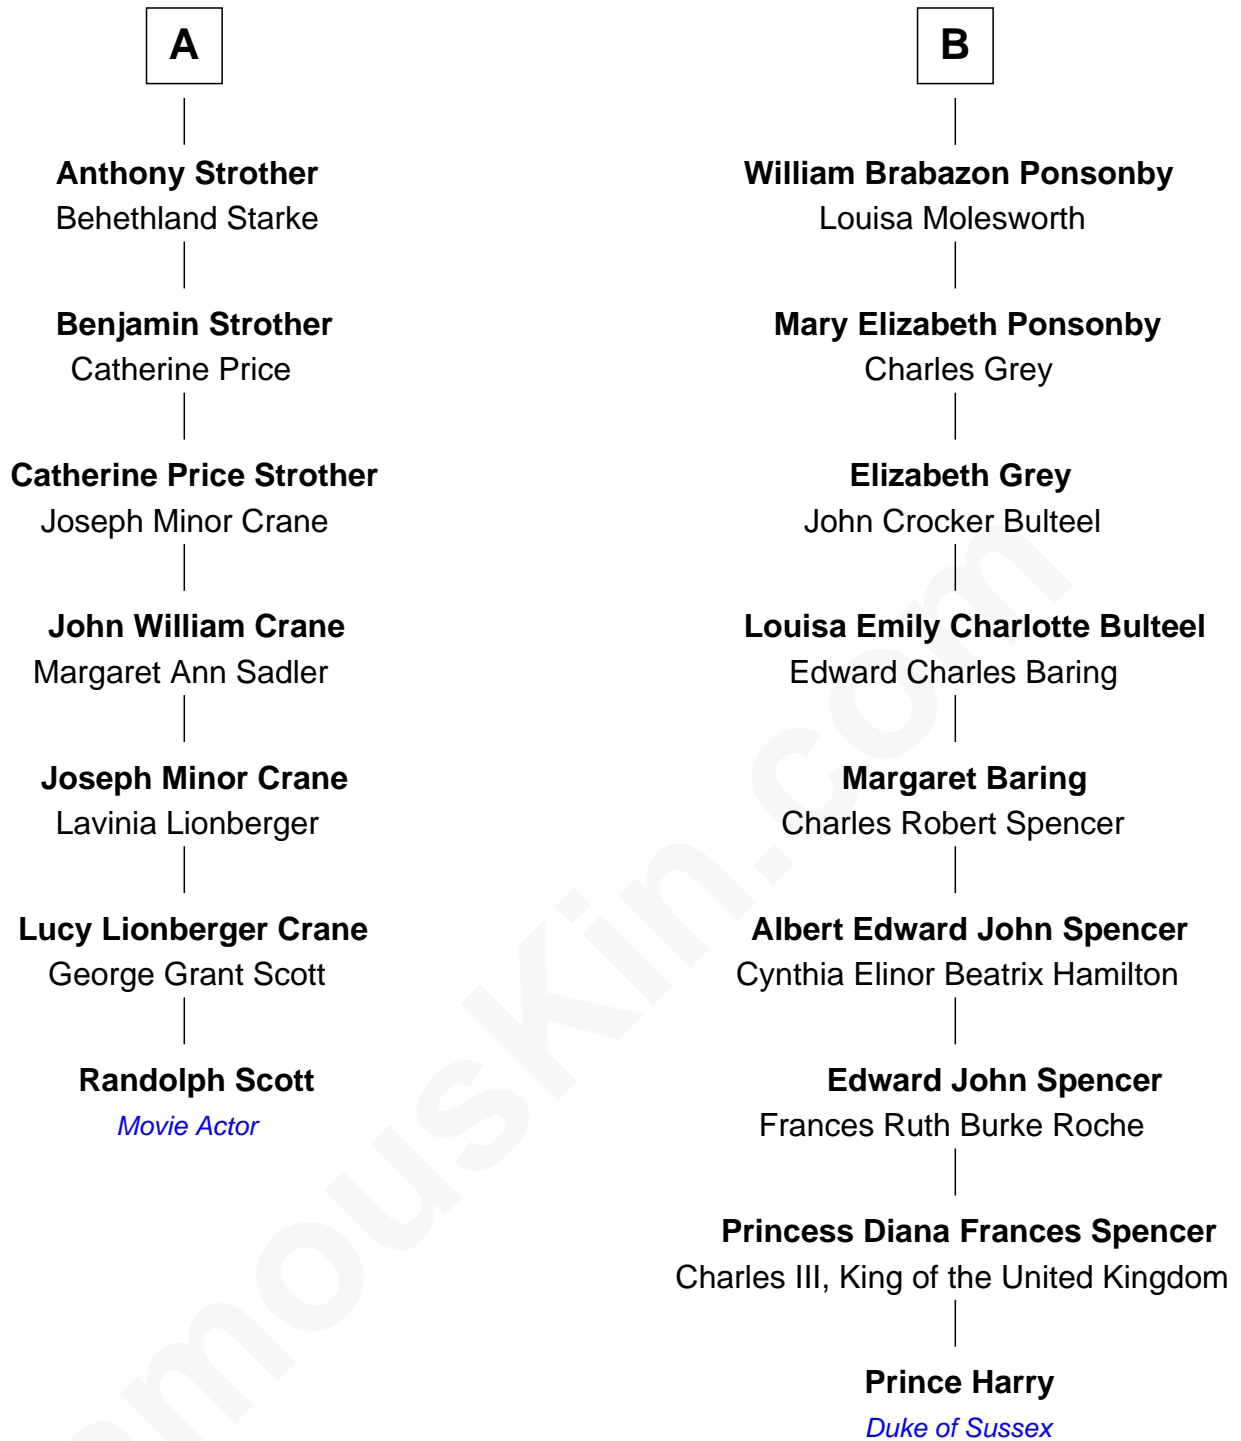 A
Anthony Strother
Behethland Starke
Benjamin Strother
Catherine Price
Catherine Price Strother
Joseph Minor Crane
John William Crane
Margaret Ann Sadler
Joseph Minor Crane
Lavinia Lionberger
Lucy Lionberger Crane
George Grant Scott
Randolph Scott
Movie Actor
B
William Brabazon Ponsonby
Louisa Molesworth
Mary Elizabeth Ponsonby
Charles Grey
Elizabeth Grey
John Crocker Bulteel
Louisa Emily Charlotte Bulteel
Edward Charles Baring
Margaret Baring
Charles Robert Spencer
Albert Edward John Spencer
Cynthia Elinor Beatrix Hamilton
Edward John Spencer
Frances Ruth Burke Roche
Princess Diana Frances Spencer
Charles III, King of the United Kingdom
Prince Harry
Duke of Sussex
amouskin.com